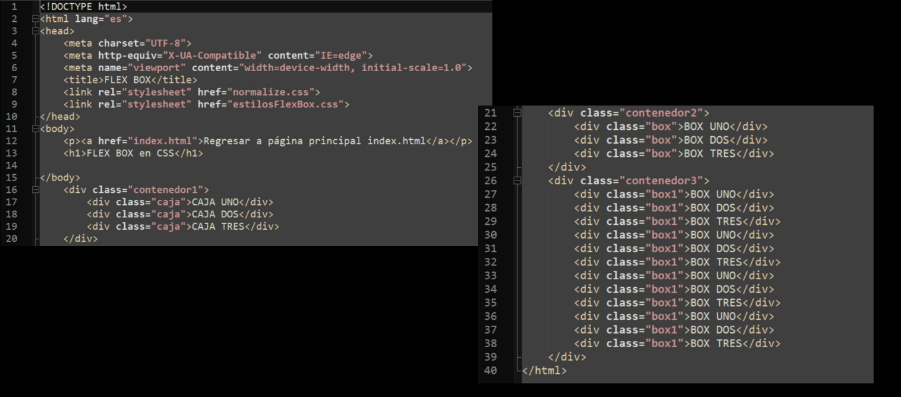 1 <!DOCTYPE html>
2 <html lang="es">
3 <head>
4 <meta charset="UTF-8">
5 <meta http-equiv="X-UA-Compatible" content="IE=edge">
6 <meta name="viewport" content="width=device-width, initial-scale=1.0">
7 <title>FLEX BOX</title>
8 <link rel="stylesheet" href="normalize.css">
9 <link rel="stylesheet" href="estilosFlexBox.css">
10 </head>
11 <body>
12 <p><a href="index.html">Regresar a página principal index.html</a></p>
13 <h1>FLEX BOX en CSS</h1>
14
15 </body>
16 <div class="contenedor1">
17 <div class="caja">CAJA UNO</div>
18 <div class="caja">CAJA DOS</div>
19 <div class="caja">CAJA TRES</div>
20 </div>
21 <div class="contenedor2">
22 <div class="box">BOX UNO</div>
23 <div class="box">BOX DOS</div>
24 <div class="box">BOX TRES</div>
25 </div>
26 <div class="contenedor3">
27 <div class="box1">BOX UNO</div>
28 <div class="box1">BOX DOS</div>
29 <div class="box1">BOX TRES</div>
30 <div class="box1">BOX UNO</div>
31 <div class="box1">BOX DOS</div>
32 <div class="box1">BOX TRES</div>
33 <div class="box1">BOX UNO</div>
34 <div class="box1">BOX DOS</div>
35 <div class="box1">BOX TRES</div>
36 <div class="box1">BOX UNO</div>
37 <div class="box1">BOX DOS</div>
38 <div class="box1">BOX TRES</div>
39 </div>
40 </html>